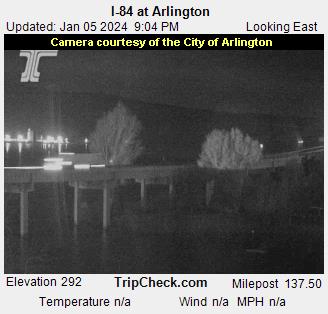 I-84 at Arlington
Updated: Jan 05 2024 9:04 PM Looking East
Camera courtesy of the City of Arlington
Elevation 292 TripCheck.com Milepost 137.50
Temperature n/a Wind n/a MPH n/a